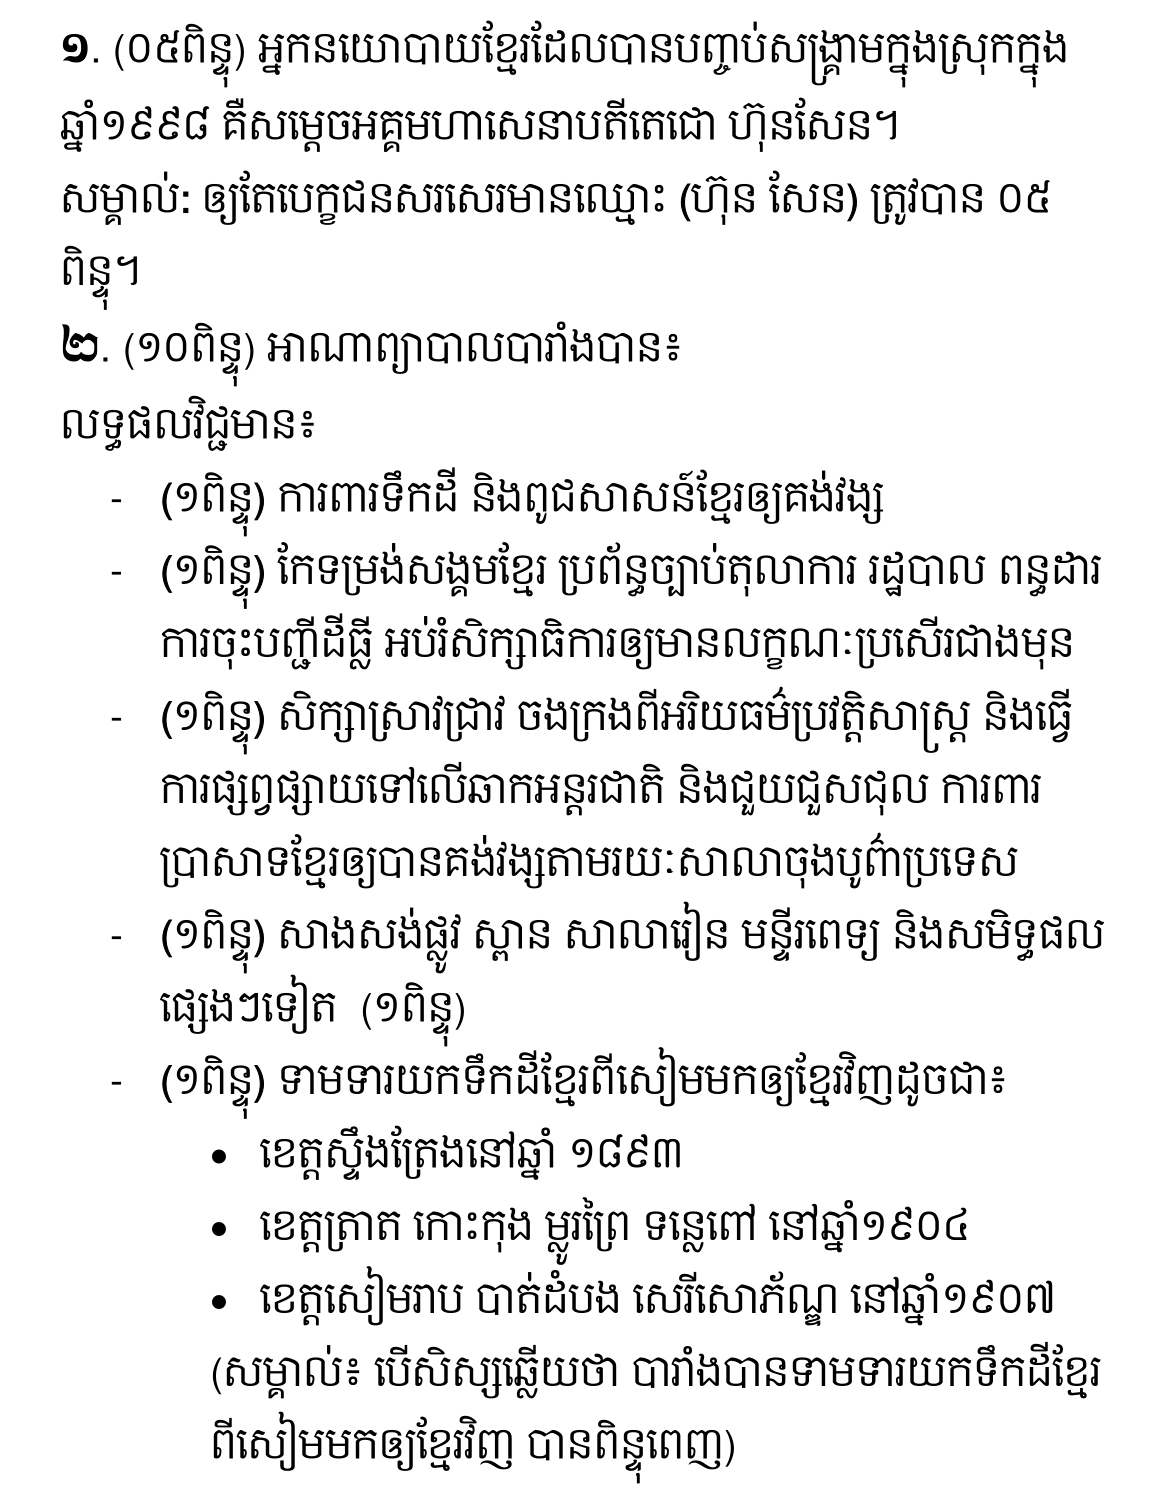 ១. (០៥ពិន្ទុ) អ្នកនយោបាយខ្មែរដែលបានបញ្ចប់សង្គ្រាមក្នុងស្រុកក្នុង
ឆ្នាំ១៩៩៨ គឺសម្តេចអគ្គមហាសេនាបតីតេជោ ហ៊ុនសែន។
សម្គាល់: ឲ្យតែបេក្ខជនសរសេរមានឈ្មោះ (ហ៊ុន សែន) ត្រូវបាន ០៥
ពិន្ទុ។
២. (១០ពិន្ទុ) អាណាព្យាបាលបារាំងបាន៖
លទ្ធផលវិជ្ជមាន៖
- (១ពិន្ទុ) ការពារទឹកដី និងពូជសាសន៍ខ្មែរឲ្យគង់វង្ស
- (១ពិន្ទុ) កែទម្រង់សង្គមខ្មែរ ប្រព័ន្ធច្បាប់តុលាការ រដ្ឋបាល ពន្ធដារ
ការចុះបញ្ជីដីធ្លី អប់រំសិក្សាធិការឲ្យមានលក្ខណៈប្រសើរជាងមុន
- (១ពិន្ទុ) សិក្សាស្រាវជ្រាវ ចងក្រងពីអរិយធម៌ប្រវត្តិសាស្ត្រ និងធ្វើ
ការផ្សព្វផ្សាយទៅលើឆាកអន្តរជាតិ និងជួយជួសជុល ការពារ
ប្រាសាទខ្មែរឲ្យបានគង់វង្សតាមរយៈសាលាចុងបូព៌ាប្រទេស
- (១ពិន្ទុ) សាងសង់ផ្លូវ ស្ពាន សាលារៀន មន្ទីរពេទ្យ និងសមិទ្ធផល
ផ្សេងៗទៀត (១ពិន្ទុ)
- (១ពិន្ទុ) ទាមទារយកទឹកដីខ្មែរពីសៀមមកឲ្យខ្មែរវិញដូចជា៖
• ខេត្តស្ទឹងត្រែងនៅឆ្នាំ ១៨៩៣
• ខេត្តត្រាត កោះកុង ម្លូរព្រៃ ទន្លេពៅ នៅឆ្នាំ១៩០៤
• ខេត្តសៀមរាប បាត់ដំបង សេរីសោភ័ណ្ឌ នៅឆ្នាំ១៩០៧
(សម្គាល់៖ បើសិស្សឆ្លើយថា បារាំងបានទាមទារយកទឹកដីខ្មែរ
ពីសៀមមកឲ្យខ្មែរវិញ បានពិន្ទុពេញ)